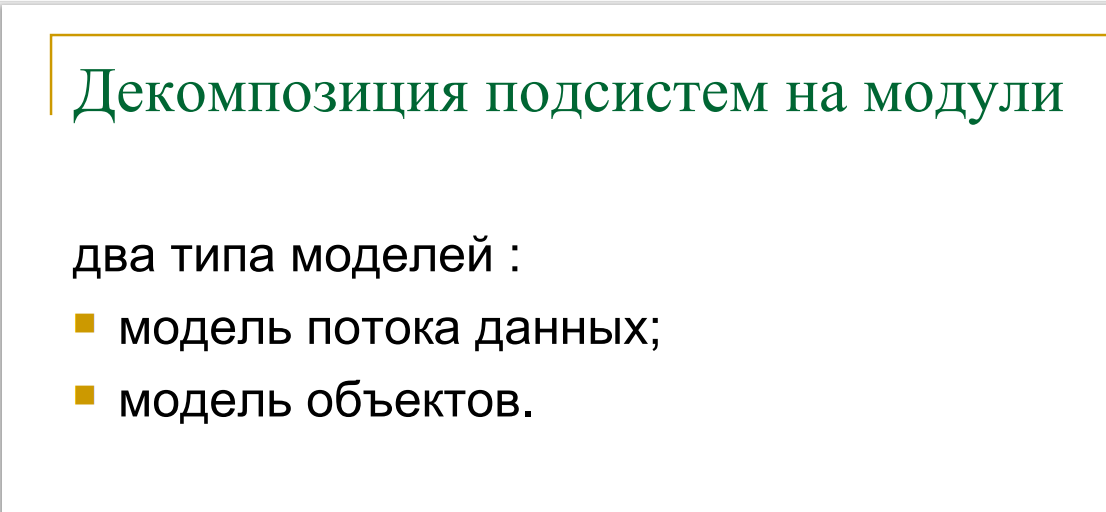 Декомпозиция подсистем на модули
два типа моделей :
модель потока данных;
модель объектов.